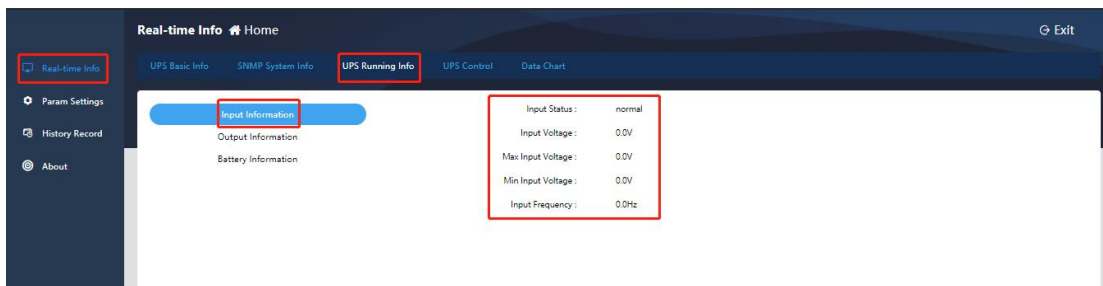 Real-time Info Home
Exit
Real-time Info
Param Settings
History Record
About
UPS Basic Info SNMP System Info UPS Running Info UPS Control Data Chart
Input Information
Output Information
Battery Information
Input Status : normal
Input Voltage : 0.0V
Max Input Voltage : 0.0V
Min Input Voltage : 0.0V
Input Frequency : 0.0Hz